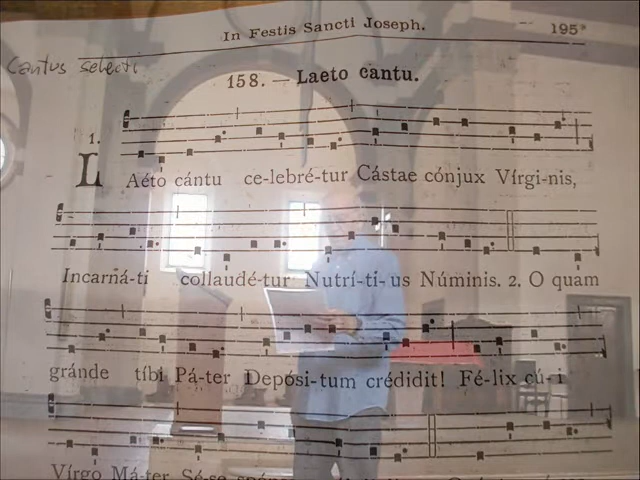 In Festis Sancti Joseph. 195*
Cantus selecti
158. — Laeto cantu.
1.
LAéto cántu ce-lebré-tur Cástae cónjux Vírgi-nis,
Incarná-ti collaudé-tur Nutrí-ti-us Núminis. 2. O quam
gránde tíbi Pá-ter Depósi-tum crédidit! Fé-lix cú-i
Vírgo Má-ter